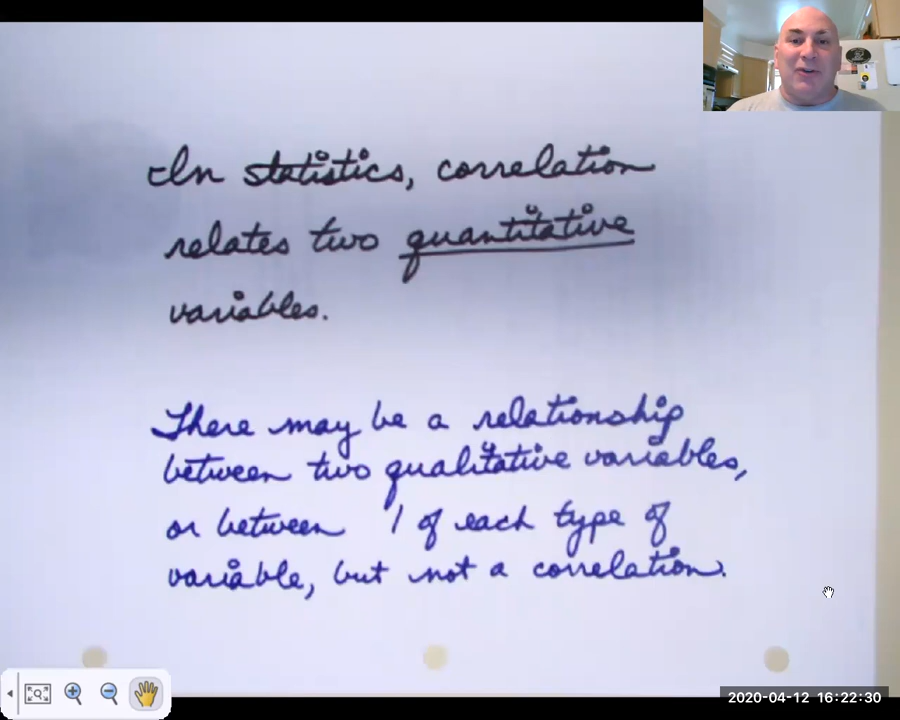 In statistics, correlation
relates two quantitative
variables.
There may be a relationship
between two qualitative variables,
or between 1 of each type of
variable, but not a correlation.
2020-04-12 16:22:30